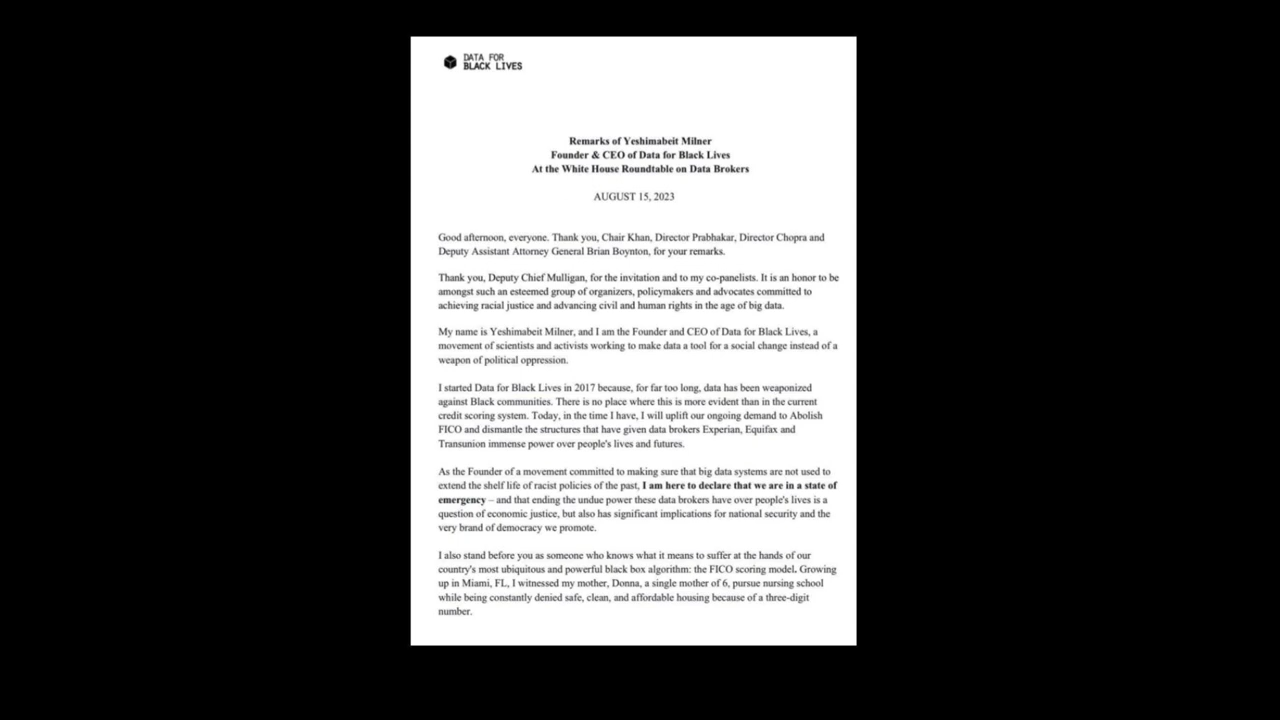 DATA FOR
BLACK LIVES
Remarks of Yeshimabeit Milner
Founder & CEO of Data for Black Lives
At the White House Roundtable on Data Brokers
AUGUST 15, 2023
Good afternoon, everyone. Thank you, Chair Khan, Director Prabhakar, Director Chopra and
Deputy Assistant Attorney General Brian Boynton, for your remarks.
Thank you, Deputy Chief Mulligan, for the invitation and to my co-panelists. It is an honor to be
amongst such an esteemed group of organizers, policymakers and advocates committed to
achieving racial justice and advancing civil and human rights in the age of big data.
My name is Yeshimabeit Milner, and I am the Founder and CEO of Data for Black Lives, a
movement of scientists and activists working to make data a tool for a social change instead of a
weapon of political oppression.
I started Data for Black Lives in 2017 because, for far too long, data has been weaponized
against Black communities. There is no place where this is more evident than in the current
credit scoring system. Today, in the time I have, I will uplift our ongoing demand to Abolish
FICO and dismantle the structures that have given data brokers Experian, Equifax and
Transunion immense power over people's lives and futures.
As the Founder of a movement committed to making sure that big data systems are not used to
extend the shelf life of racist policies of the past, I am here to declare that we are in a state of
emergency – and that ending the undue power these data brokers have over people's lives is a
question of economic justice, but also has significant implications for national security and the
very brand of democracy we promote.
I also stand before you as someone who knows what it means to suffer at the hands of our
country's most ubiquitous and powerful black box algorithm: the FICO scoring model. Growing
up in Miami, FL, I witnessed my mother, Donna, a single mother of 6, pursue nursing school
while being constantly denied safe, clean, and affordable housing because of a three-digit
number.